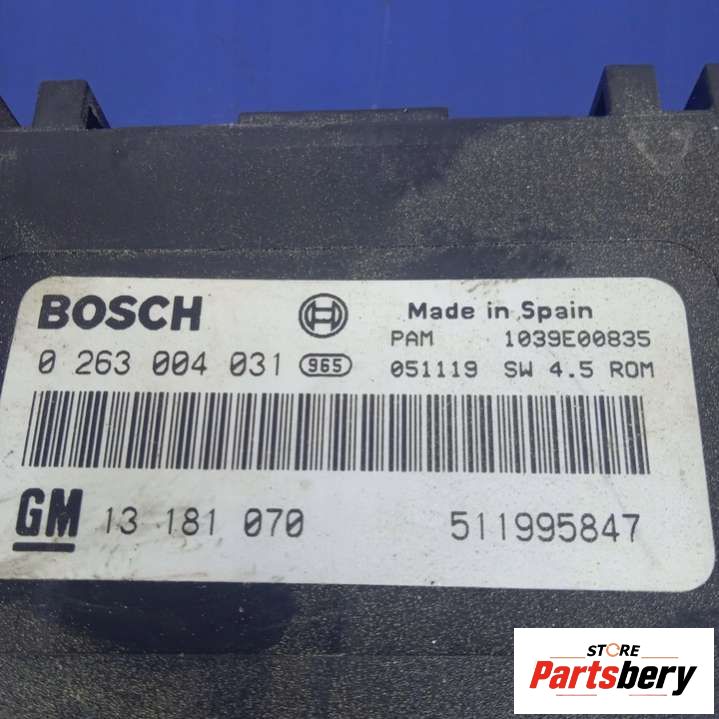 BOSCH
Made in Spain
PAM 1039E00835
0 263 004 031 965
051119 SW 4.5 ROM
GM 13 181 070
511995847
STORE
Partsbery